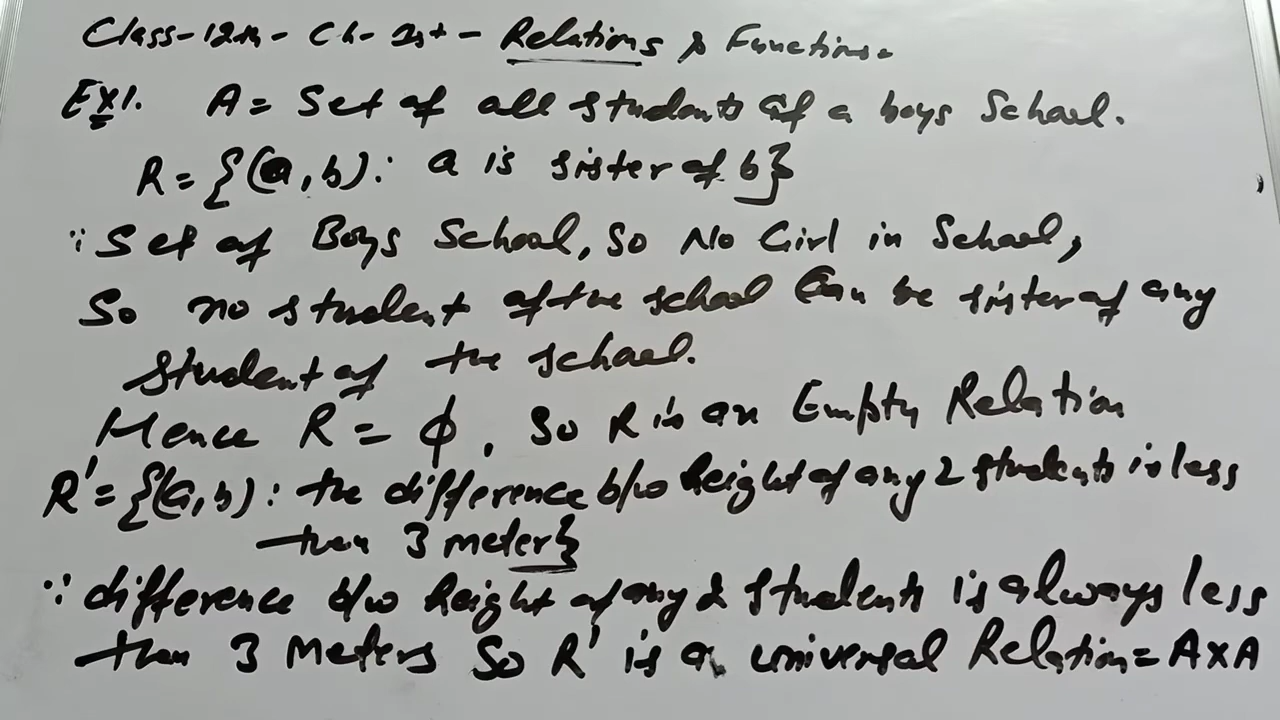 Class-12th - Ch- 1st - Relations & Functions.
Ex1. A = Set of all students of a boys School.
R = {(a, b): a is sister of b}
∵ Set of Boys School, So No Girl in School,
So no student of the school can be sister of any
student of the school.
Hence R = ϕ, So R is an Empty Relation
R' = {(a, b): the difference b/w height of any 2 students is less
than 3 meter}
∵ difference b/w height of any 2 students is always less
than 3 Meters So R' is a universal Relation = A×A